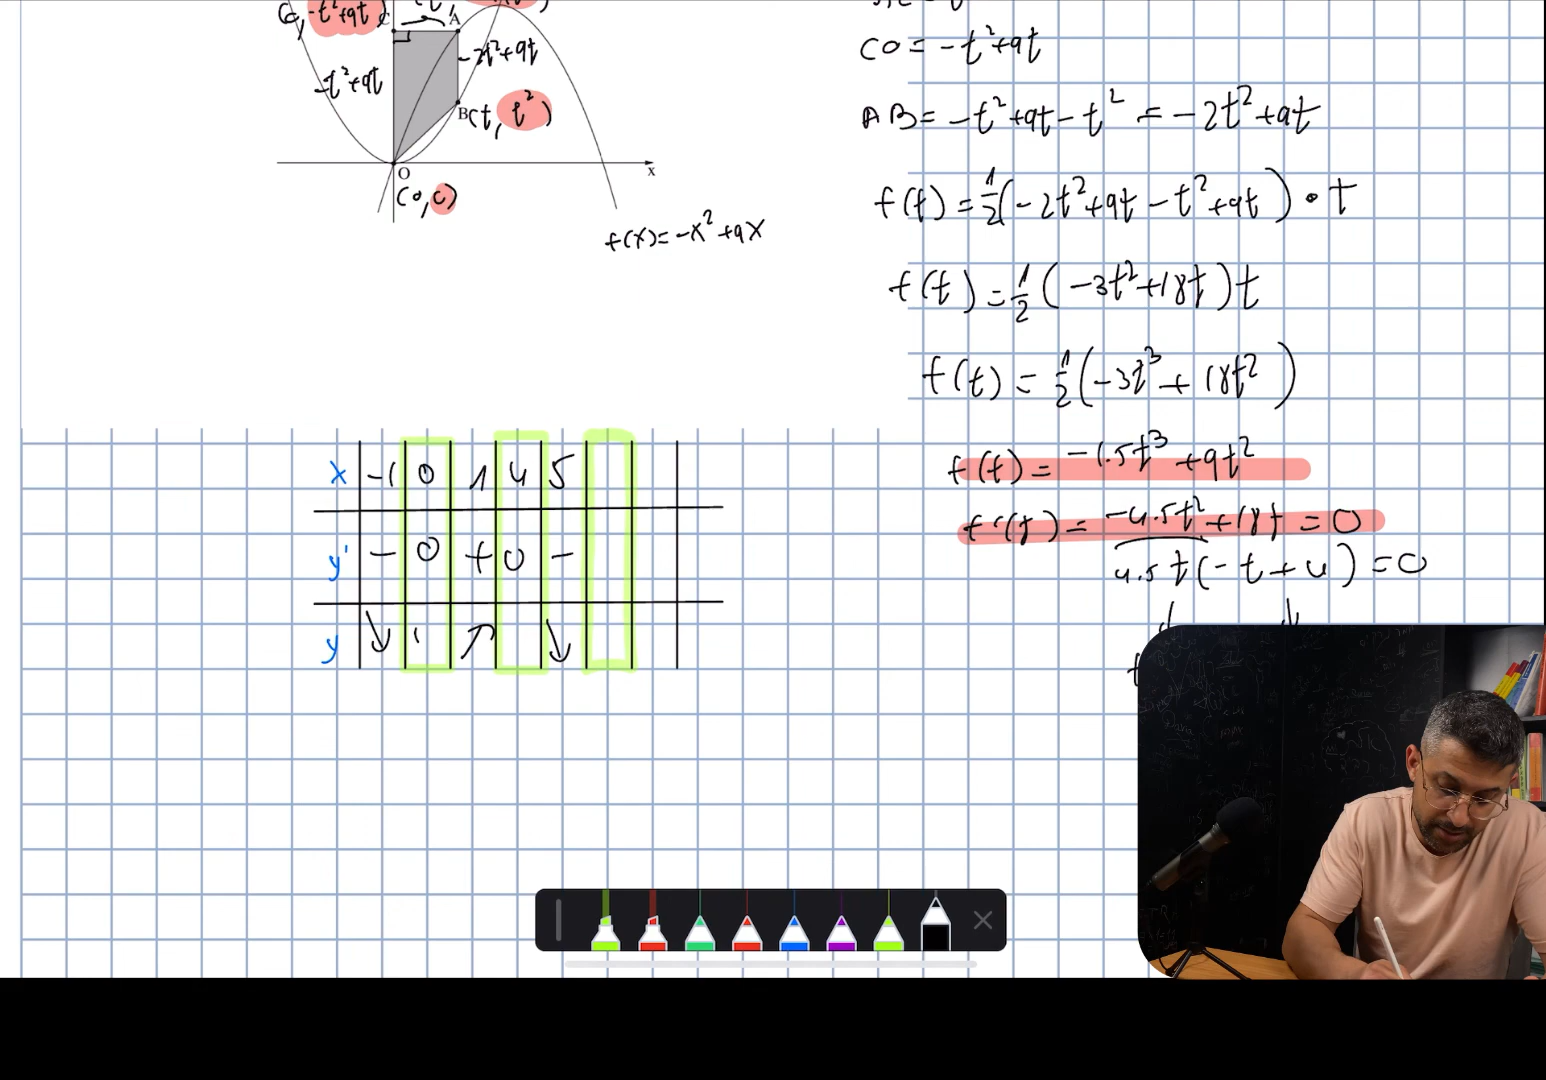 CO = -t²+9t
-t²+9t
C
A
-t²+9t
-2t²+9t
B(t, t²)
x
O
(0,0)
f(x)=-x²+9x
AB = -t²+9t-t² = -2t²+9t
f(t) = 1/2(-2t²+9t-t²+9t)·t
f(t) = 1/2(-3t²+18t)t
f(t) = 1/2(-3t³+18t²)
f(t) = -1.5t³+9t²
f'(t) = -4.5t²+18t = 0
4.5t(-t+4) = 0
x -1 0 1 4 5
y' - 0 + 0 -
y ↘ ↗ ↘